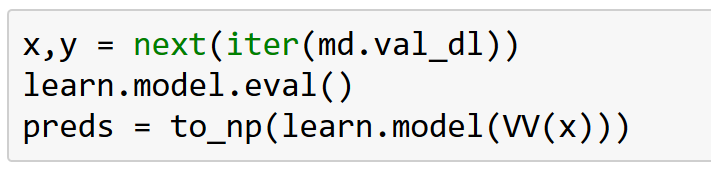 x,y = next(iter(md.val_dl))
learn.model.eval()
preds = to_np(learn.model(VV(x)))